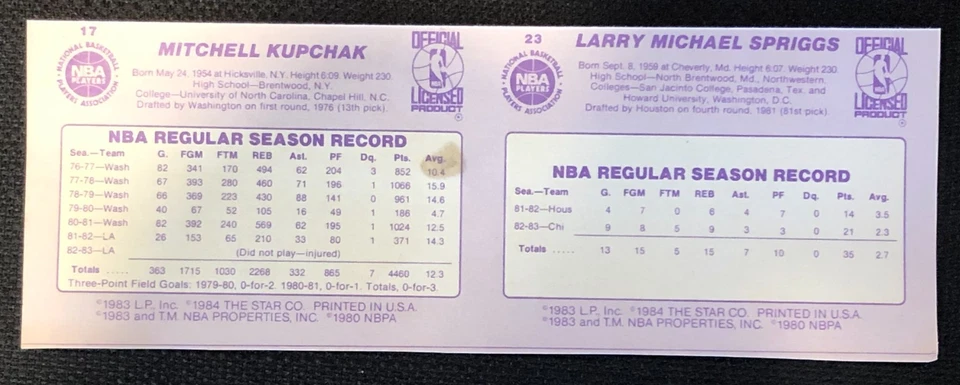 17
MITCHELL KUPCHAK
NATIONAL BASKETBALL
NBA
PLAYERS
PLAYERS ASSOCIATION
OFFICIAL
LICENSED
PRODUCT
Born May 24, 1954 at Hicksville, N.Y. Height 6:09. Weight 230.
High School—Brentwood, N.Y.
College—University of North Carolina, Chapel Hill, N.C.
Drafted by Washington on first round, 1976 (13th pick).
NBA REGULAR SEASON RECORD
Sea.—Team G. FGM FTM REB Ast. PF Dq. Pts. Avg.
76-77—Wash 82 341 170 494 62 204 3 852 10.4
77-78—Wash 67 393 280 460 71 196 1 1066 15.9
78-79—Wash 66 369 223 430 88 141 0 961 14.6
79-80—Wash 40 67 52 105 16 49 1 186 4.7
80-81—Wash 82 392 240 569 62 195 1 1024 12.5
81-82—LA 26 153 65 210 33 80 1 371 14.3
82-83—LA (Did not play—injured)
Totals ..... 363 1715 1030 2268 332 865 7 4460 12.3
Three-Point Field Goals: 1979-80, 0-for-2. 1980-81, 0-for-1. Totals, 0-for-3.
©1983 L.P., Inc. ©1984 THE STAR CO. PRINTED IN U.S.A.
©1983 and T.M. NBA PROPERTIES, INC. ©1980 NBPA
23
LARRY MICHAEL SPRIGGS
NATIONAL BASKETBALL
NBA
PLAYERS
PLAYERS ASSOCIATION
OFFICIAL
LICENSED
PRODUCT
Born Sept. 8, 1959 at Cheverly, Md. Height 6:07. Weight 230.
High School—North Brentwood, Md., Northwestern.
Colleges—San Jacinto College, Pasadena, Tex. and
Howard University, Washington, D.C.
Drafted by Houston on fourth round, 1981 (81st pick).
NBA REGULAR SEASON RECORD
Sea.—Team G. FGM FTM REB Ast. PF Dq. Pts. Avg.
81-82—Hous 4 7 0 6 4 7 0 14 3.5
82-83—Chi 9 8 5 9 3 3 0 21 2.3
Totals ..... 13 15 5 15 7 10 0 35 2.7
©1983 L.P., Inc. ©1984 THE STAR CO. PRINTED IN U.S.A.
©1983 and T.M. NBA PROPERTIES, INC. ©1980 NBPA